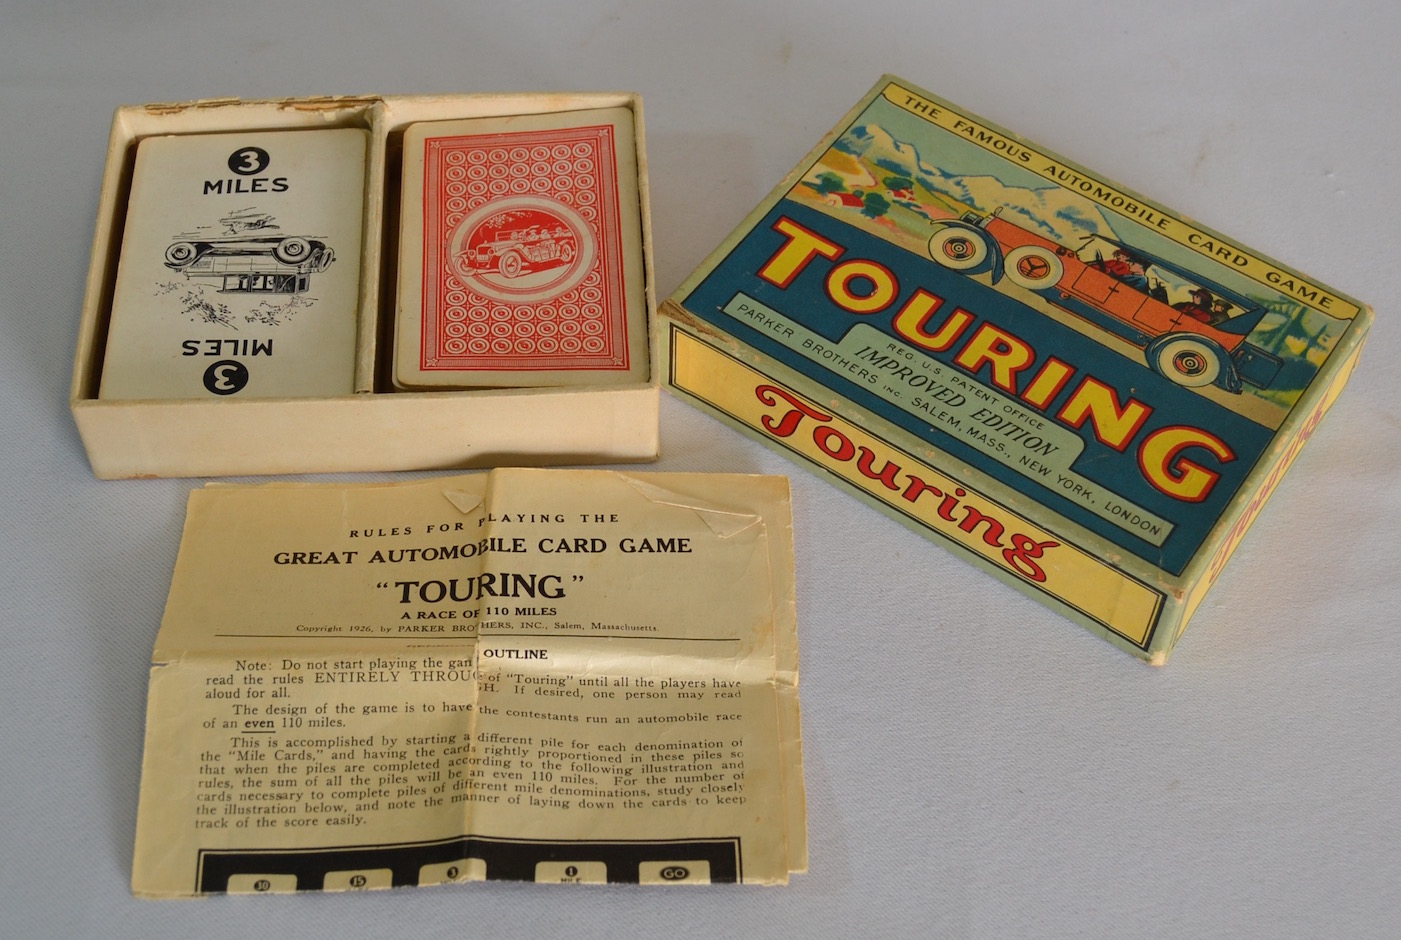 3
MILES
MILES
3
THE FAMOUS AUTOMOBILE CARD GAME
TOURING
REG. U.S. PATENT OFFICE
IMPROVED EDITION
PARKER BROTHERS INC. SALEM, MASS., NEW YORK, LONDON
Touring
Touring
RULES FOR PLAYING THE
GREAT AUTOMOBILE CARD GAME
"TOURING"
A RACE OF 110 MILES
Copyright 1926, by PARKER BROTHERS, INC., Salem, Massachusetts.
OUTLINE
Note: Do not start playing the gam of "Touring" until all the players have
read the rules ENTIRELY THROUGH. If desired, one person may read
aloud for all.
The design of the game is to have the contestants run an automobile race
of an even 110 miles.
This is accomplished by starting a different pile for each denomination of
the "Mile Cards," and having the cards rightly proportioned in these piles so
that when the piles are completed according to the following illustration and
rules, the sum of all the piles will be an even 110 miles. For the number of
cards necessary to complete piles of different mile denominations, study closely
the illustration below, and note the manner of laying down the cards to keep
track of the score easily.
30 15 3 1 GO
MILE